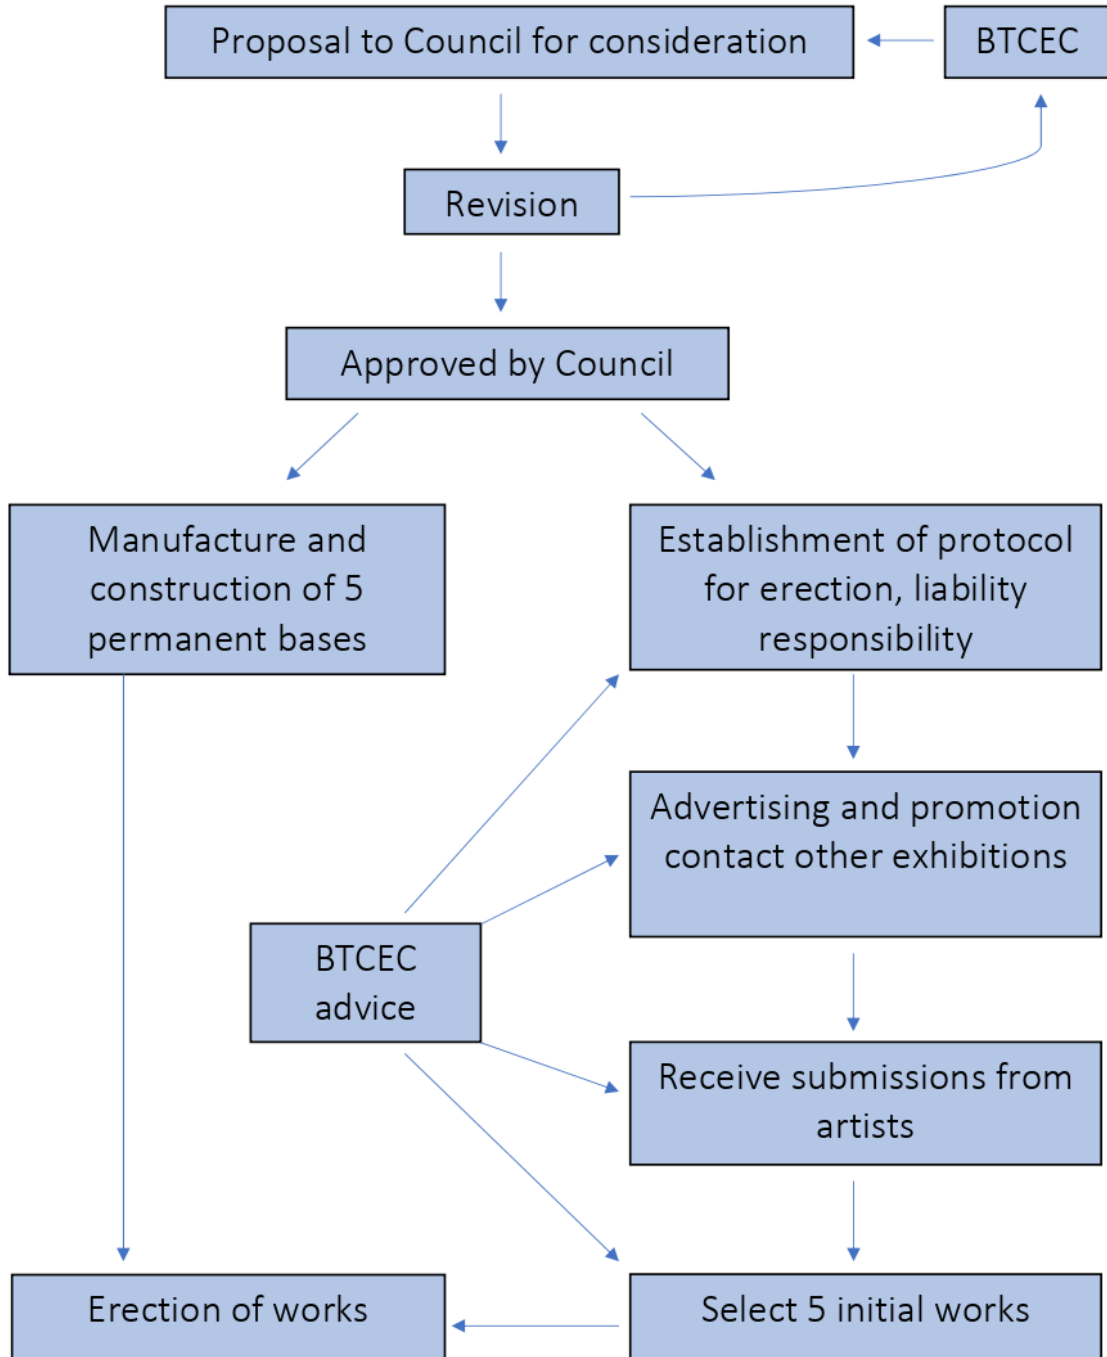 Proposal to Council for consideration
BTCEC
Revision
Approved by Council
Manufacture and
construction of 5
permanent bases
Establishment of protocol
for erection, liability
responsibility
Advertising and promotion
contact other exhibitions
BTCEC
advice
Receive submissions from
artists
Erection of works
Select 5 initial works